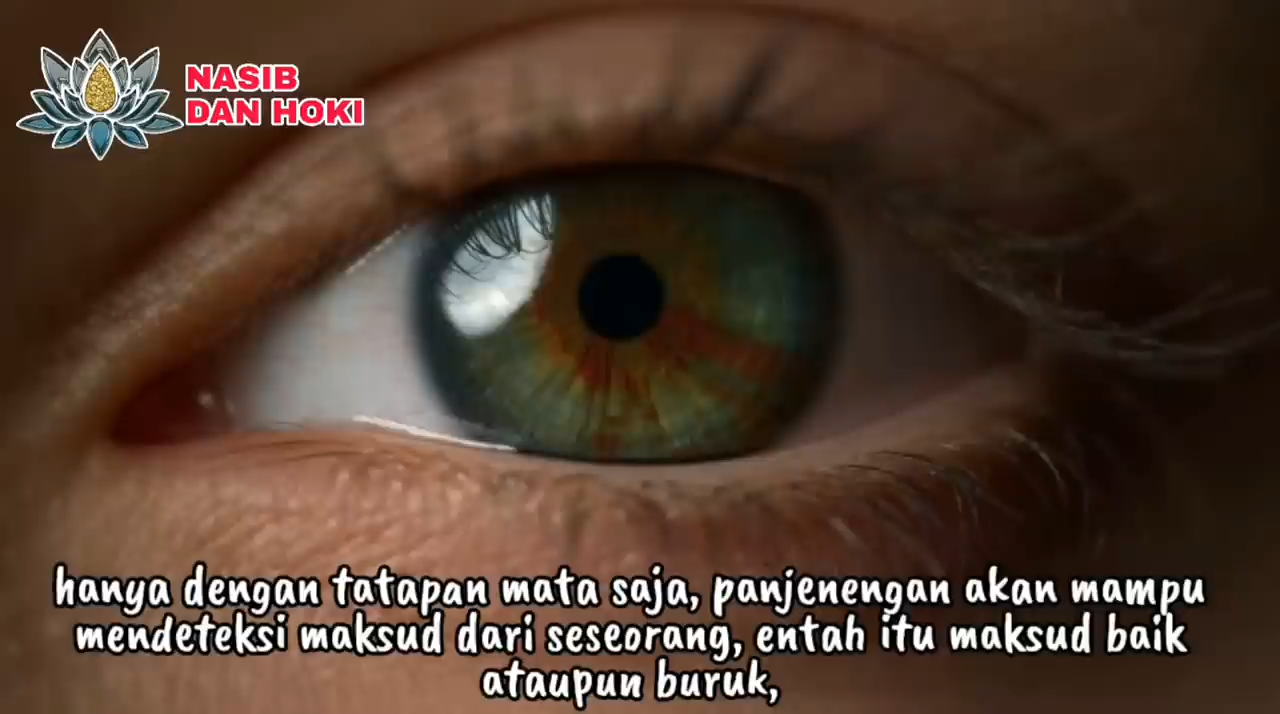 NASIB
DAN HOKI
hanya dengan tatapan mata saja, panjenengan akan mampu
mendeteksi maksud dari seseorang, entah itu maksud baik
ataupun buruk,